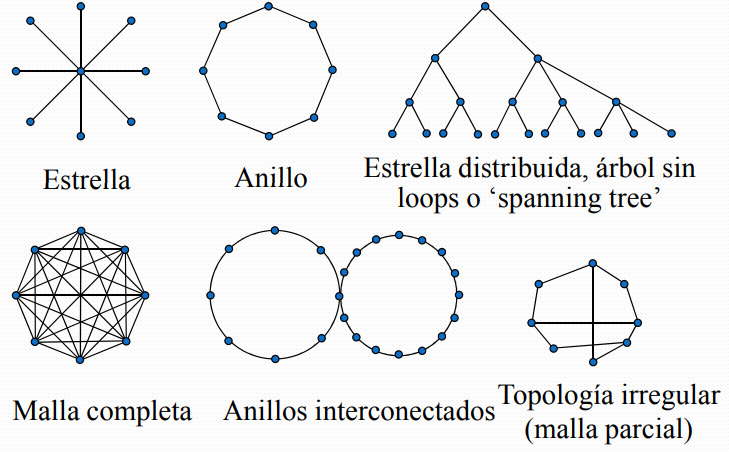 Estrella
Anillo
Estrella distribuida, árbol sin
loops o ‘spanning tree’
Malla completa
Anillos interconectados
Topología irregular
(malla parcial)